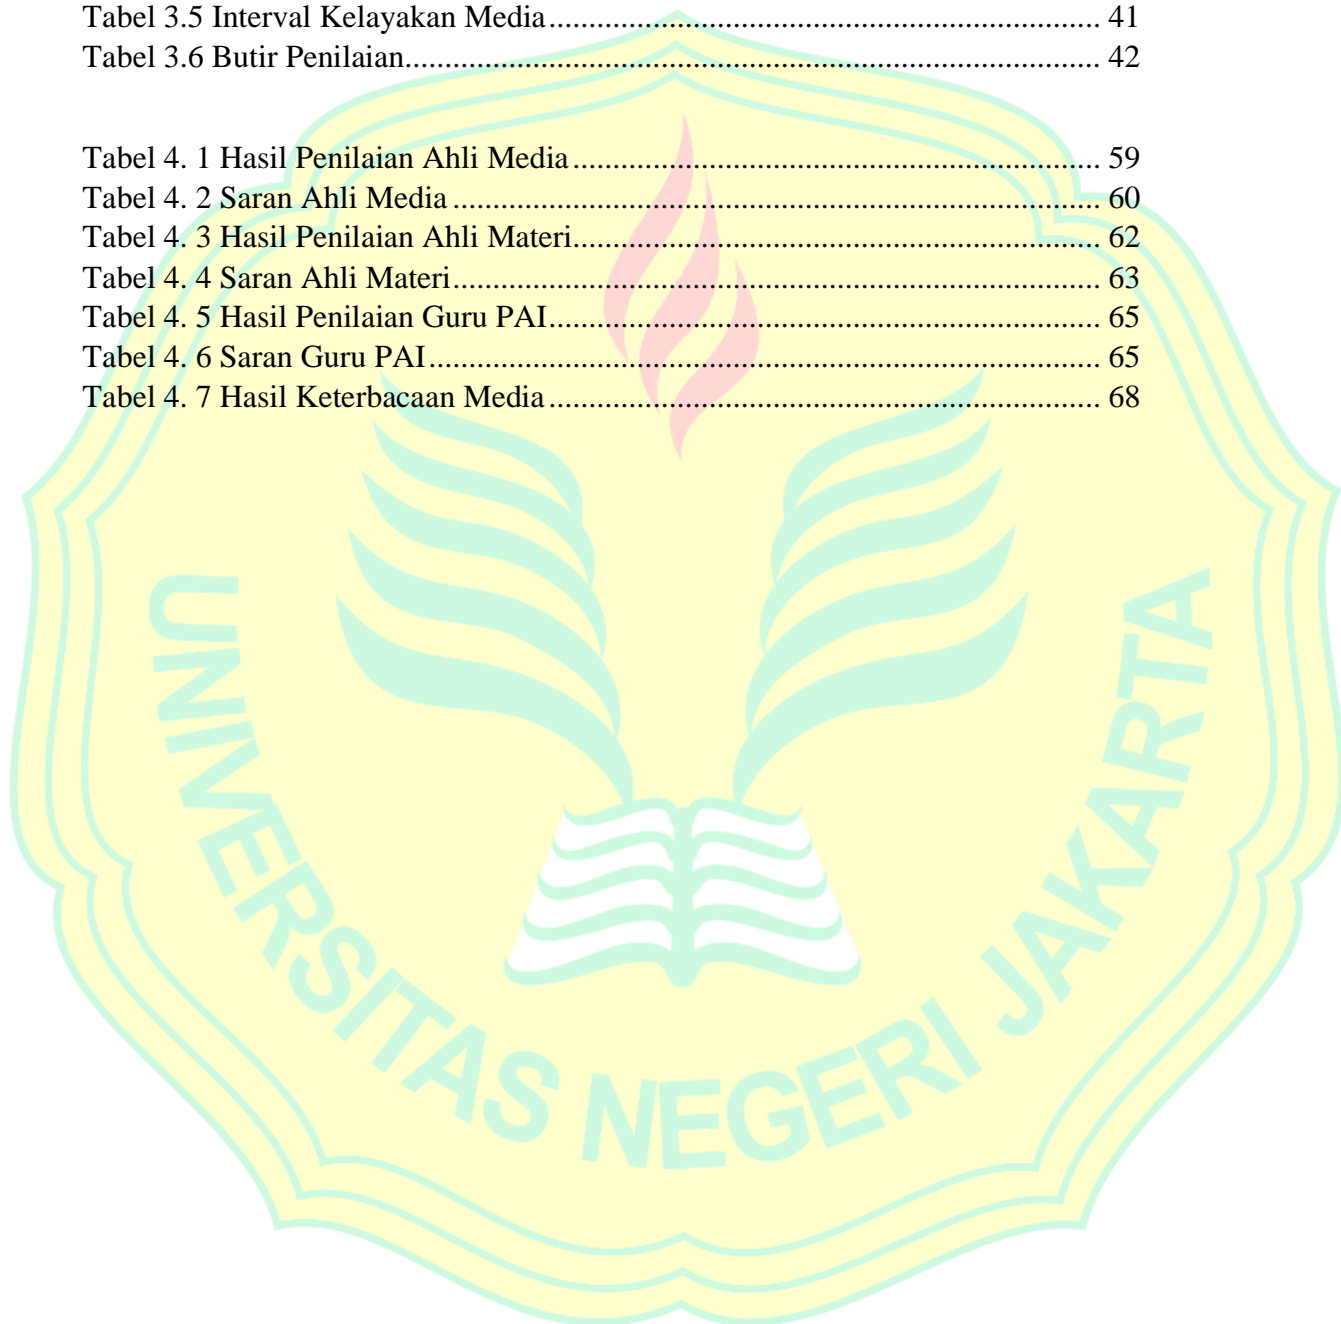 Tabel 3.5 Interval Kelayakan Media...................................................................... 41
Tabel 3.6 Butir Penilaian........................................................................................ 42
Tabel 4. 1 Hasil Penilaian Ahli Media................................................................... 59
Tabel 4. 2 Saran Ahli Media.................................................................................. 60
Tabel 4. 3 Hasil Penilaian Ahli Materi................................................................... 62
Tabel 4. 4 Saran Ahli Materi.................................................................................. 63
Tabel 4. 5 Hasil Penilaian Guru PAI...................................................................... 65
Tabel 4. 6 Saran Guru PAI..................................................................................... 65
Tabel 4. 7 Hasil Keterbacaan Media...................................................................... 68
UNIVERSITAS NEGERI JAKARTA